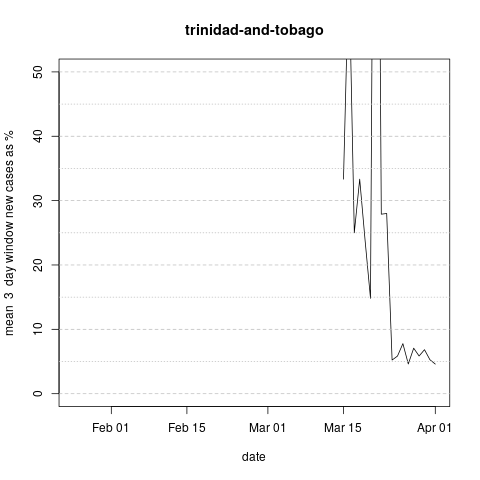 trinidad-and-tobago
mean 3 day window new cases as %
50
40
30
20
10
0
Feb 01 Feb 15 Mar 01 Mar 15 Apr 01
date